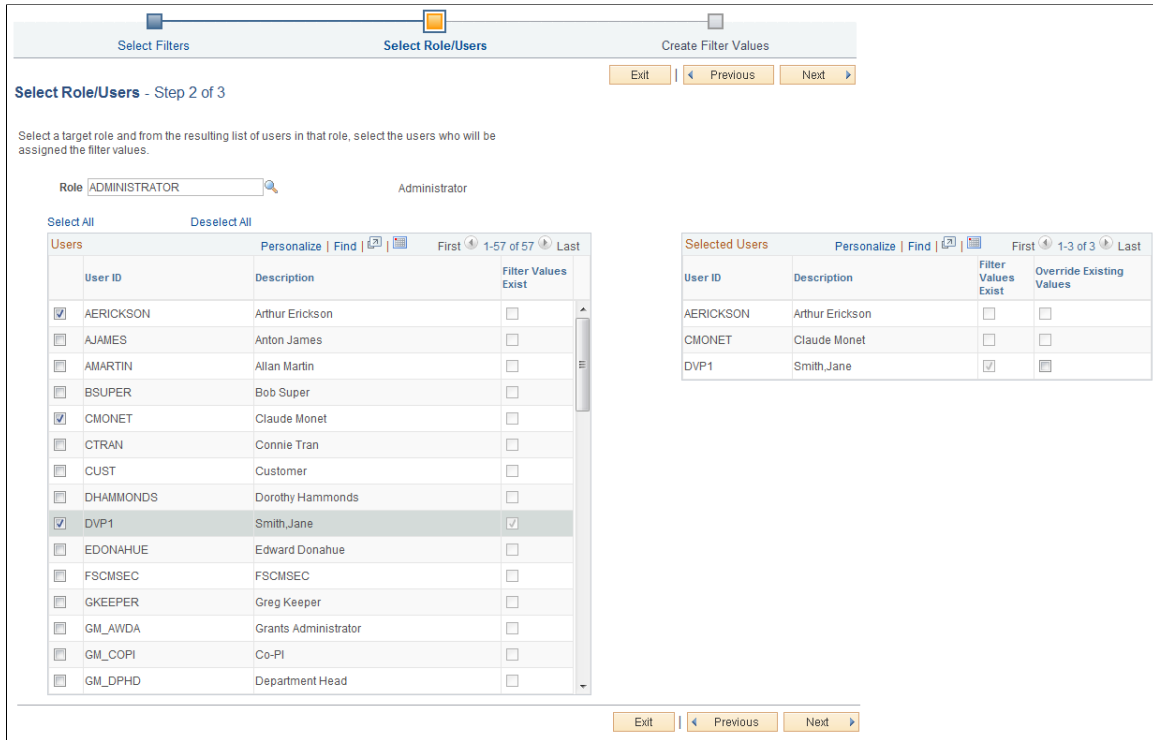 Select Filters Select Role/Users Create Filter Values
Exit | Previous Next
Select Role/Users - Step 2 of 3
Select a target role and from the resulting list of users in that role, select the users who will be
assigned the filter values.
Role ADMINISTRATOR Administrator
Select All Deselect All
Users Personalize | Find | | First 1-57 of 57 Last
User ID Description Filter Values
Exist
AERICKSON Arthur Erickson
AJAMES Anton James
AMARTIN Allan Martin
BSUPER Bob Super
CMONET Claude Monet
CTRAN Connie Tran
CUST Customer
DHAMMONDS Dorothy Hammonds
DVP1 Smith,Jane
EDONAHUE Edward Donahue
FSCMSEC FSCMSEC
GKEEPER Greg Keeper
GM_AWDA Grants Administrator
GM_COPI Co-PI
GM_DPHD Department Head
Selected Users Personalize | Find | | First 1-3 of 3 Last
User ID Description Filter
Values
Exist Override Existing
Values
AERICKSON Arthur Erickson
CMONET Claude Monet
DVP1 Smith,Jane
Exit | Previous Next